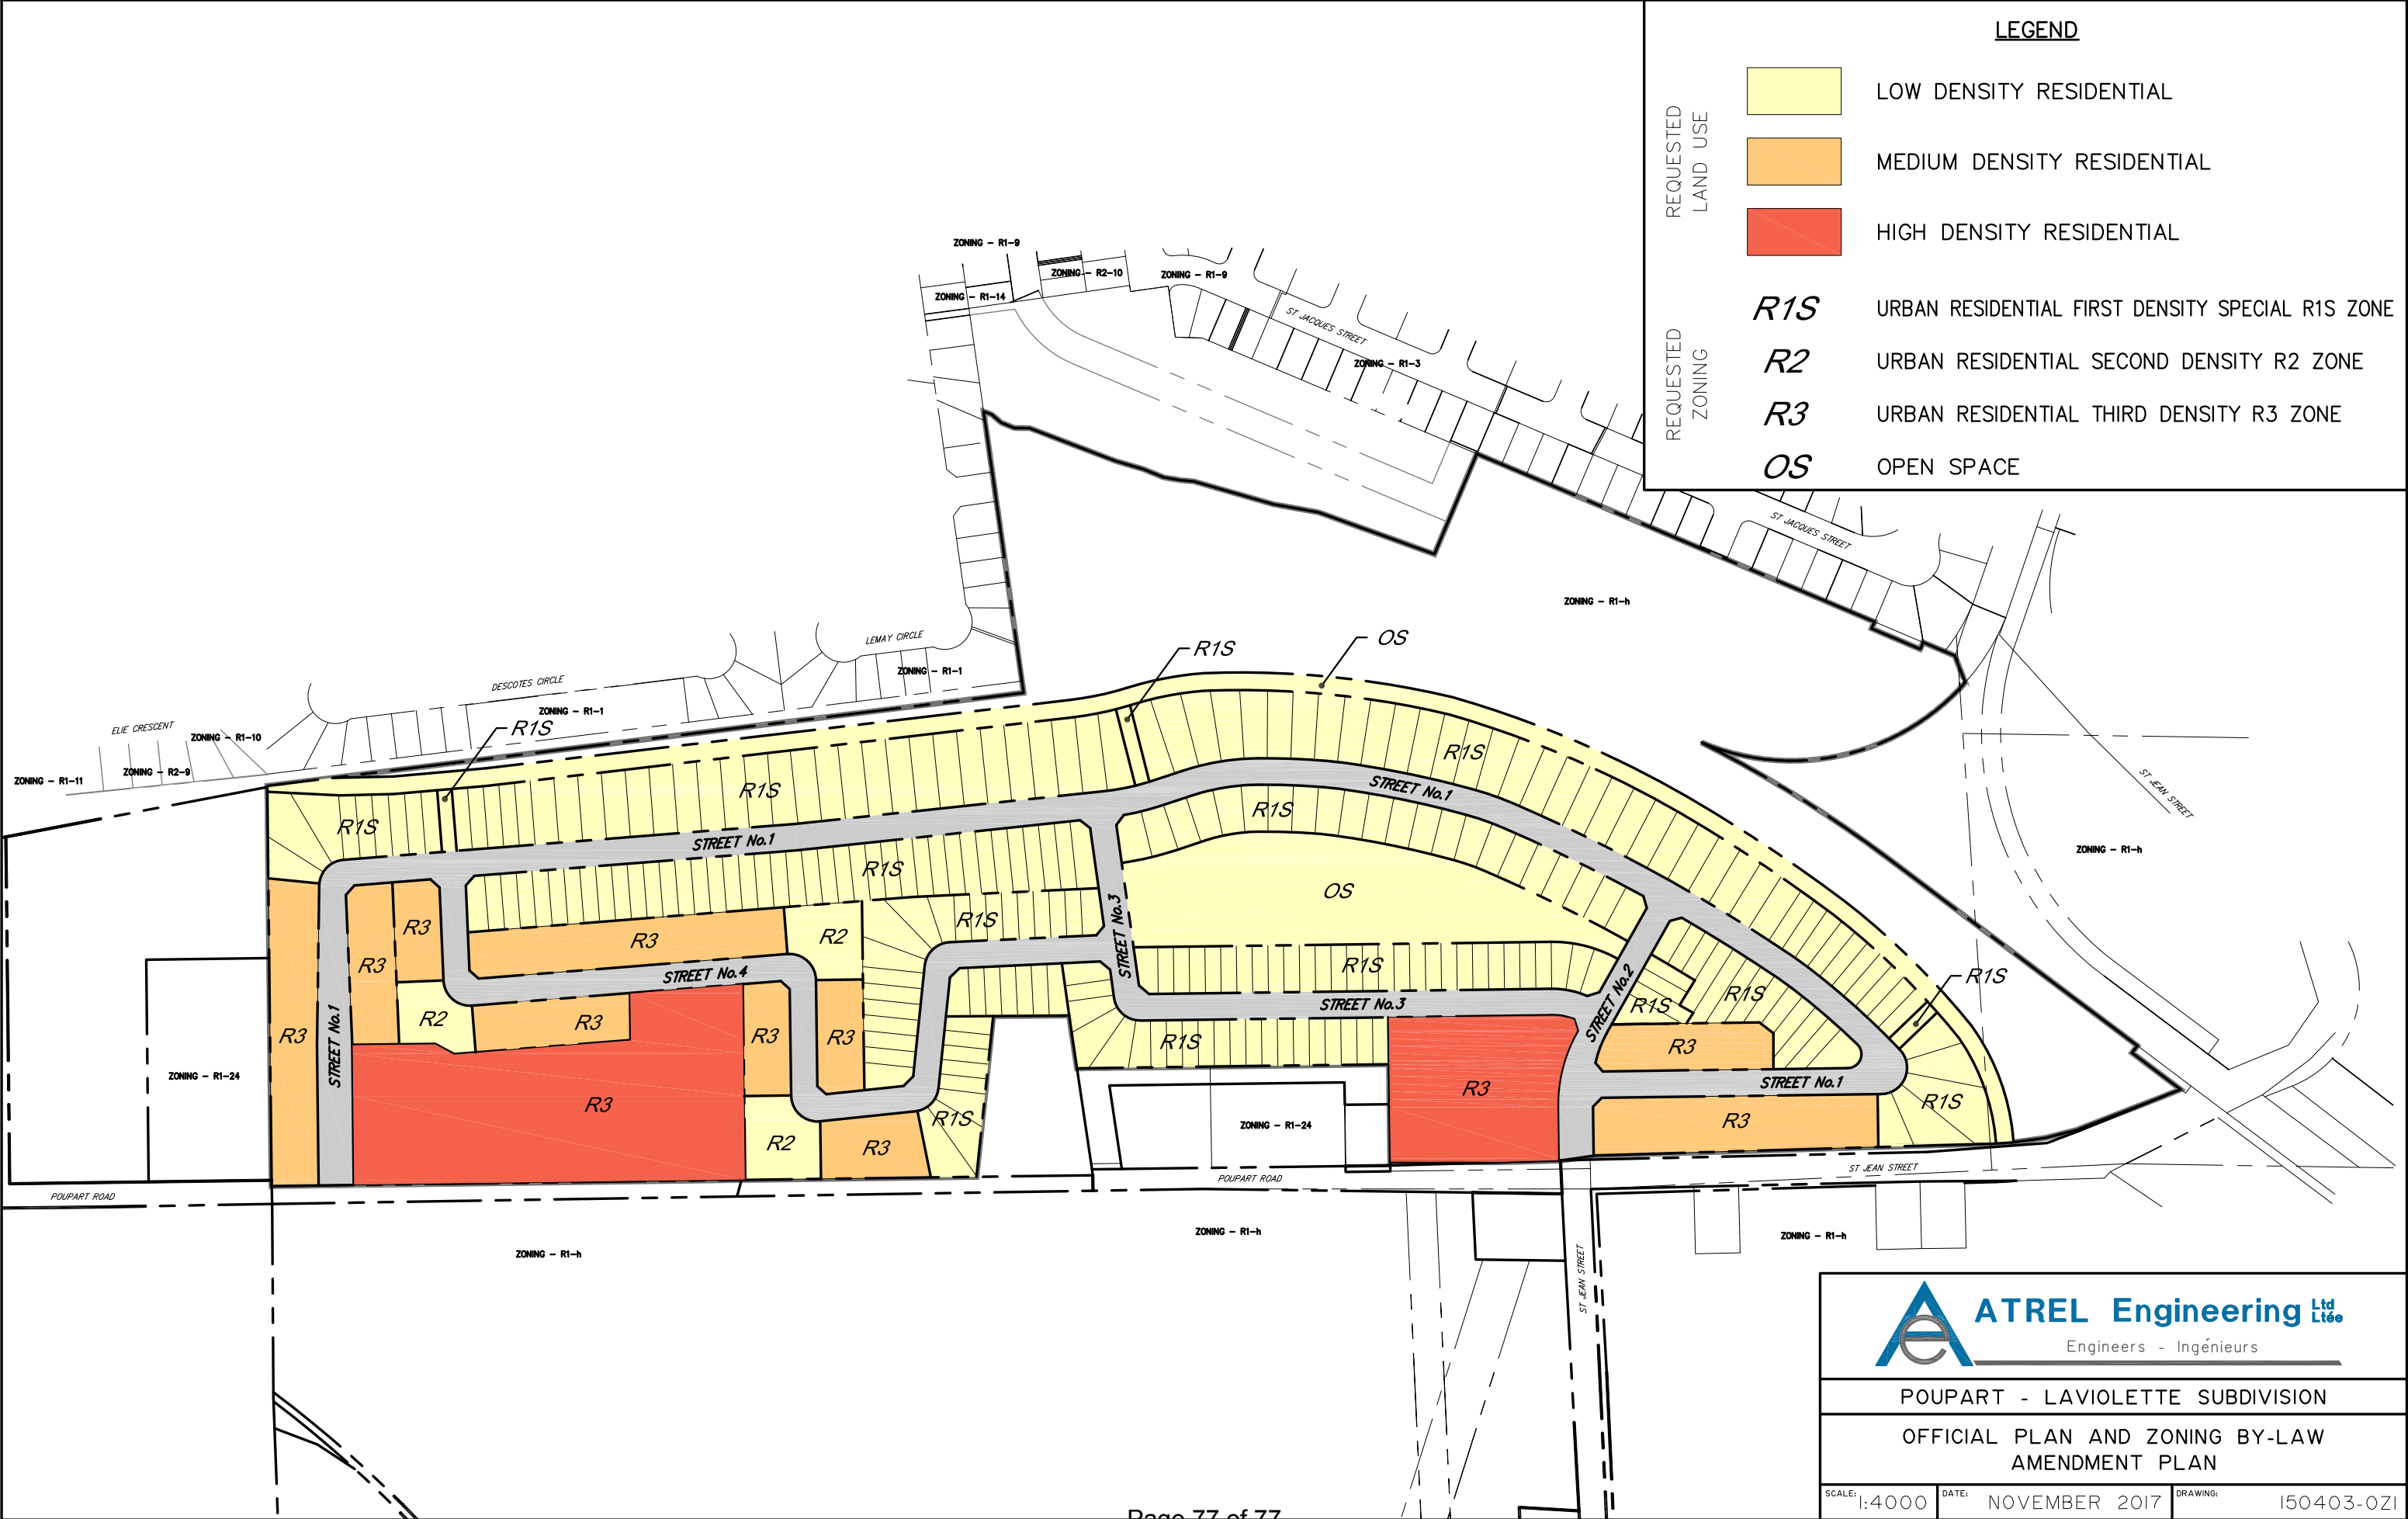 LEGEND
REQUESTED
LAND USE
LOW DENSITY RESIDENTIAL
MEDIUM DENSITY RESIDENTIAL
HIGH DENSITY RESIDENTIAL
REQUESTED
ZONING
R1S URBAN RESIDENTIAL FIRST DENSITY SPECIAL R1S ZONE
R2 URBAN RESIDENTIAL SECOND DENSITY R2 ZONE
R3 URBAN RESIDENTIAL THIRD DENSITY R3 ZONE
OS OPEN SPACE
ZONING - R1-9
ZONING - R2-10
ZONING - R1-9
ZONING - R1-14
ST JACQUES STREET
ZONING - R1-3
ST JACQUES STREET
ZONING - R1-h
LEMAY CIRCLE
ZONING - R1-1
DESCOTES CIRCLE
ZONING - R1-1
ELIE CRESCENT
ZONING - R1-10
ZONING - R2-9
ZONING - R1-11
R1S
OS
R1S
R1S
R1S
ST JEAN STREET
ZONING - R1-h
STREET No.1
R1S
R1S
STREET No.1
R1S
OS
R1S
R3
R3
R3
R2
R3
STREET No.4
STREET No.3
R1S
R1S
R1S
R1S
STREET No.2
STREET No.3
R2
R3
R3
R3
R3
STREET No.1
R1S
R3
STREET No.1
ZONING - R1-24
R3
R3
R1S
R3
R1S
ZONING - R1-24
R2
R3
ST JEAN STREET
POUPART ROAD
POUPART ROAD
ZONING - R1-h
ZONING - R1-h
ZONING - R1-h
ST JEAN STREET
ATREL Engineering Ltd
Ltée
Engineers - Ingénieurs
POUPART - LAVIOLETTE SUBDIVISION
OFFICIAL PLAN AND ZONING BY-LAW
AMENDMENT PLAN
SCALE: 1:4000 DATE: NOVEMBER 2017 DRAWING: 150403-OZ1
Page 77 of 77